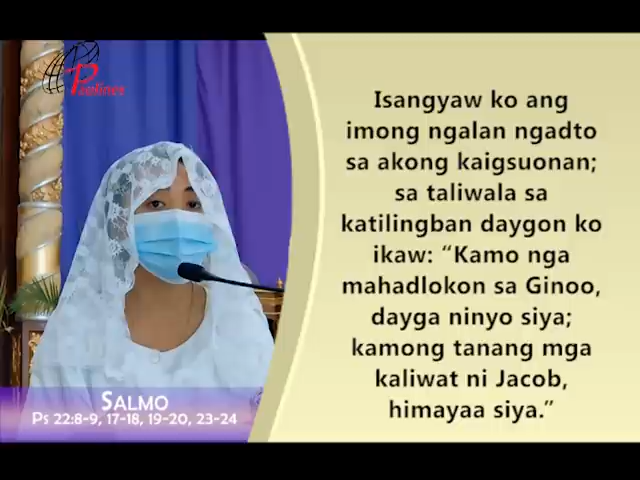 Paulines
Isangyaw ko ang
imong ngalan ngadto
sa akong kaigsuonan;
sa taliwala sa
katilingban daygon ko
ikaw: “Kamo nga
mahadlokon sa Ginoo,
dayga ninyo siya;
kamong tanang mga
kaliwat ni Jacob,
himayaa siya.”
Salmo
Ps 22:8-9, 17-18, 19-20, 23-24